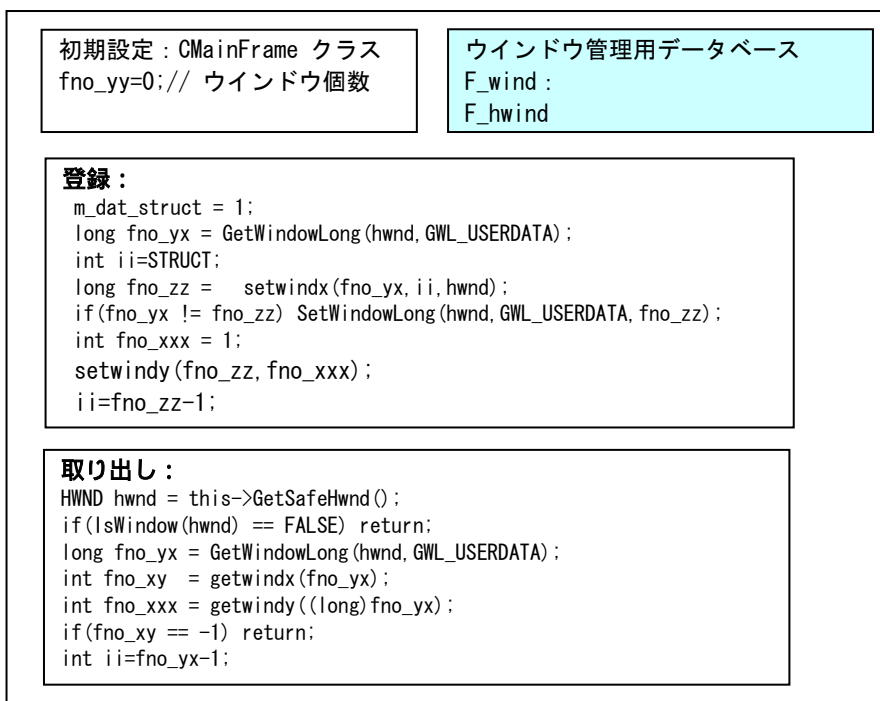 初期設定：CMainFrame クラス
fno_yy=0;// ウインドウ個数
ウインドウ管理用データベース
F_wind：
F_hwind
登録：
m_dat_struct = 1;
long fno_yx = GetWindowLong(hwnd,GWL_USERDATA);
int ii=STRUCT;
long fno_zz =   setwindx(fno_yx,ii,hwnd);
if(fno_yx != fno_zz) SetWindowLong(hwnd,GWL_USERDATA,fno_zz);
int fno_xxx = 1;
setwindy(fno_zz,fno_xxx);
ii=fno_zz-1;
取り出し：
HWND hwnd = this->GetSafeHwnd();
if(IsWindow(hwnd) == FALSE) return;
long fno_yx = GetWindowLong(hwnd,GWL_USERDATA);
int fno_xy  = getwindx(fno_yx);
int fno_xxx = getwindy((long)fno_yx);
if(fno_xy == -1) return;
int ii=fno_yx-1;